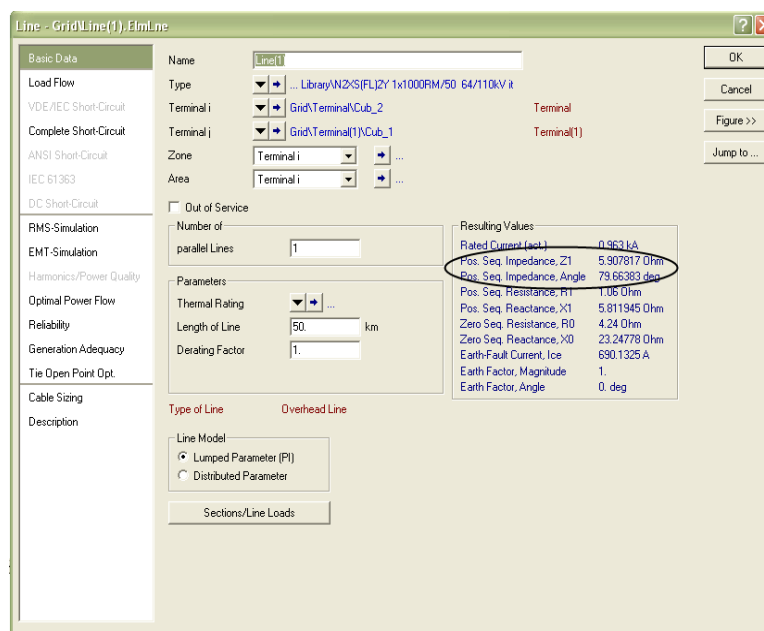 Line - Grid\Line(1).ElmLne
Basic Data
Load Flow
VDE/IEC Short-Circuit
Complete Short-Circuit
ANSI Short-Circuit
IEC 61363
DC Short-Circuit
RMS-Simulation
EMT-Simulation
Harmonics/Power Quality
Optimal Power Flow
Reliability
Generation Adequacy
Tie Open Point Opt.
Cable Sizing
Description
Name Line(1)
Type ... Library\N2XS(FL)2Y 1x1000RM/50 64/110kV it
Terminal i Grid\Terminal\Cub_2 Terminal
Terminal j Grid\Terminal(1)\Cub_1 Terminal(1)
Zone Terminal i ...
Area Terminal i ...
Out of Service
Number of
parallel Lines 1
Parameters
Thermal Rating ...
Length of Line 50. km
Derating Factor 1.
Type of Line Overhead Line
Line Model
Lumped Parameter (PI)
Distributed Parameter
Sections/Line Loads
Resulting Values
Rated Current (act.) 0.963 kA
Pos. Seq. Impedance, Z1 5.907817 Ohm
Pos. Seq. Impedance, Angle 79.66383 deg
Pos. Seq. Resistance, R1 1.06 Ohm
Pos. Seq. Reactance, X1 5.811945 Ohm
Zero Seq. Resistance, R0 4.24 Ohm
Zero Seq. Reactance, X0 23.24778 Ohm
Earth-Fault Current, Ice 690.1325 A
Earth Factor, Magnitude 1.
Earth Factor, Angle 0. deg
OK
Cancel
Figure >>
Jump to ...